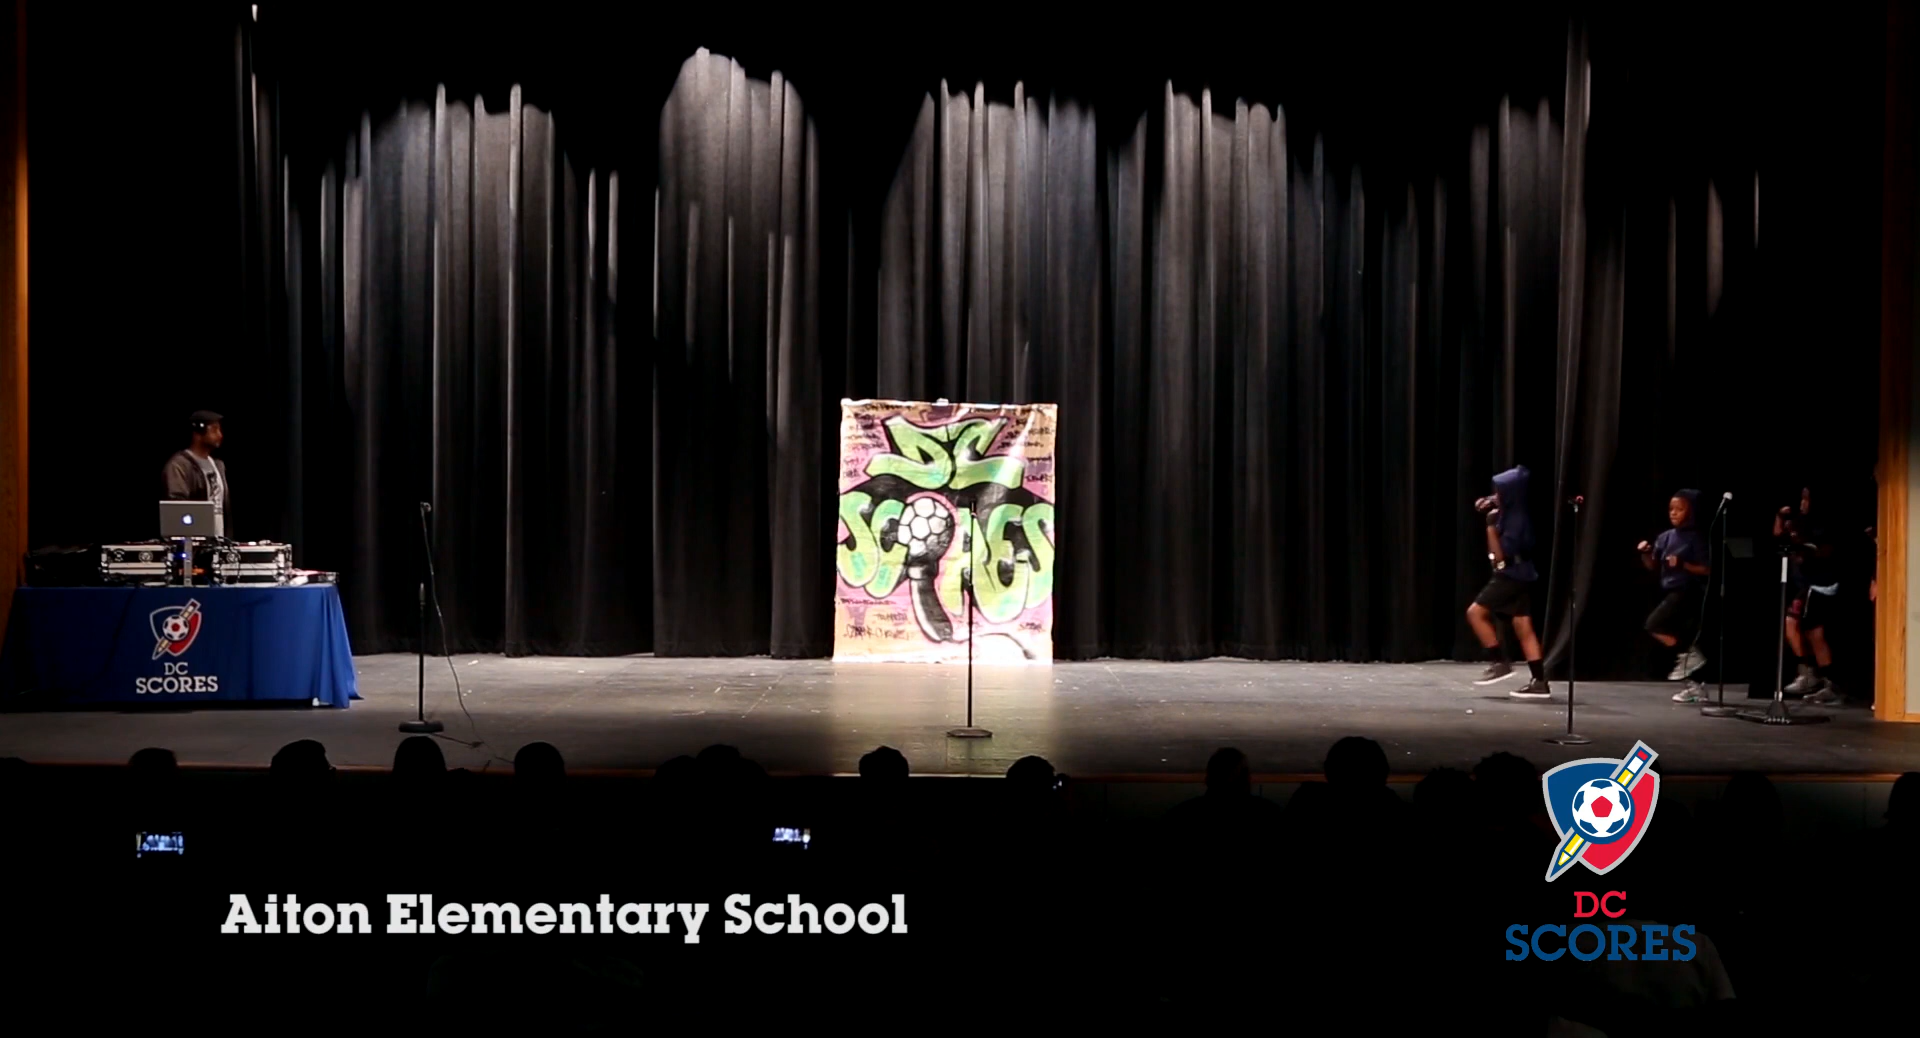 DC
SCORES
DC
SCORES
Aiton Elementary School
DC
SCORES